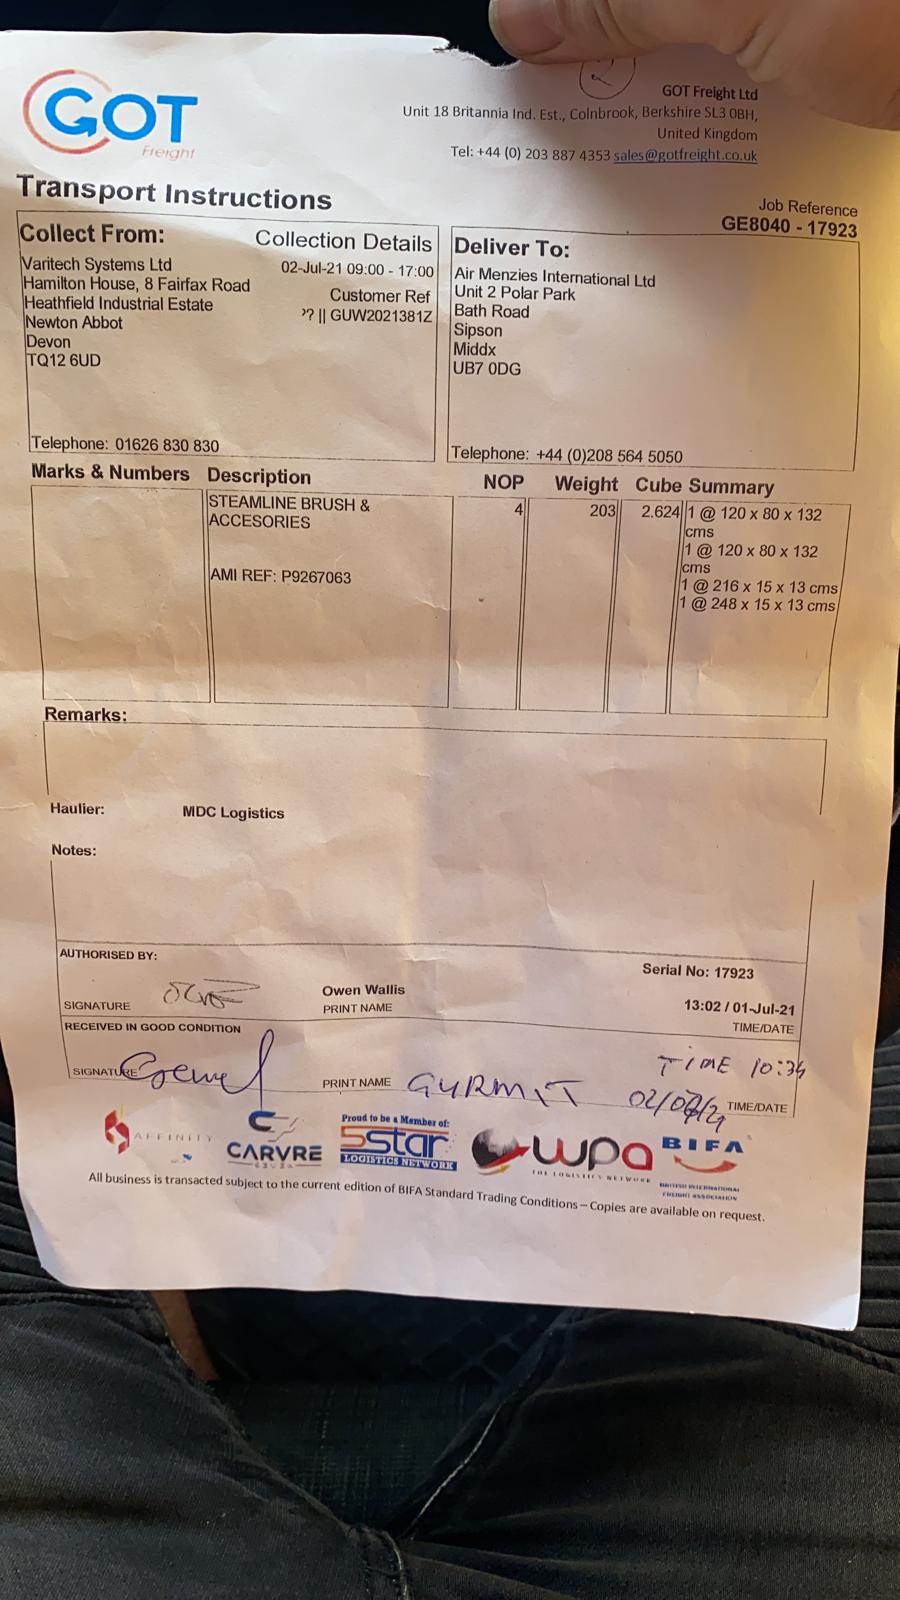 2
GOT
Freight
GOT Freight Ltd
Unit 18 Britannia Ind. Est., Colnbrook, Berkshire SL3 0BH,
United Kingdom
Tel: +44 (0) 203 887 4353 sales@gotfreight.co.uk
Transport Instructions
Job Reference
GE8040 - 17923
Collect From:
Collection Details
Varitech Systems Ltd
02-Jul-21 09:00 - 17:00
Hamilton House, 8 Fairfax Road
Customer Ref
Heathfield Industrial Estate
?? || GUW2021381Z
Newton Abbot
Devon
TQ12 6UD
Telephone: 01626 830 830
Deliver To:
Air Menzies International Ltd
Unit 2 Polar Park
Bath Road
Sipson
Middx
UB7 0DG
Telephone: +44 (0)208 564 5050
Marks & Numbers Description NOP Weight Cube Summary
STEAMLINE BRUSH & 4 203 2.624 1 @ 120 x 80 x 132
ACCESORIES cms
1 @ 120 x 80 x 132
cms
AMI REF: P9267063 1 @ 216 x 15 x 13 cms
1 @ 248 x 15 x 13 cms
Remarks:
Haulier: MDC Logistics
Notes:
AUTHORISED BY:
Serial No: 17923
Owen Wallis
SIGNATURE PRINT NAME 13:02 / 01-Jul-21
TIME/DATE
RECEIVED IN GOOD CONDITION
TIME 10:34
SIGNATURE PRINT NAME GURMIT 02/07/21 TIME/DATE
AFFINITY
CARVRE
Proud to be a Member of:
5star
LOGISTICS NETWORK
wpa
THE LOGISTICS NETWORK
BIFA
BRITISH INTERNATIONAL
FREIGHT ASSOCIATION
All business is transacted subject to the current edition of BIFA Standard Trading Conditions – Copies are available on request.